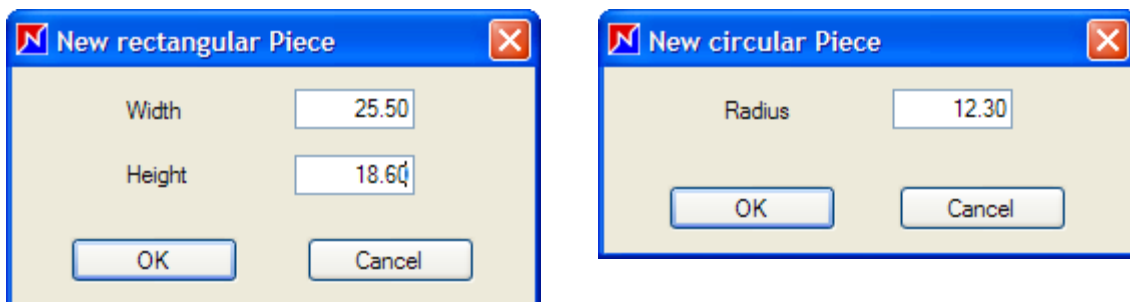 New rectangular Piece
Width 25.50
Height 18.60
OK Cancel
New circular Piece
Radius 12.30
OK Cancel